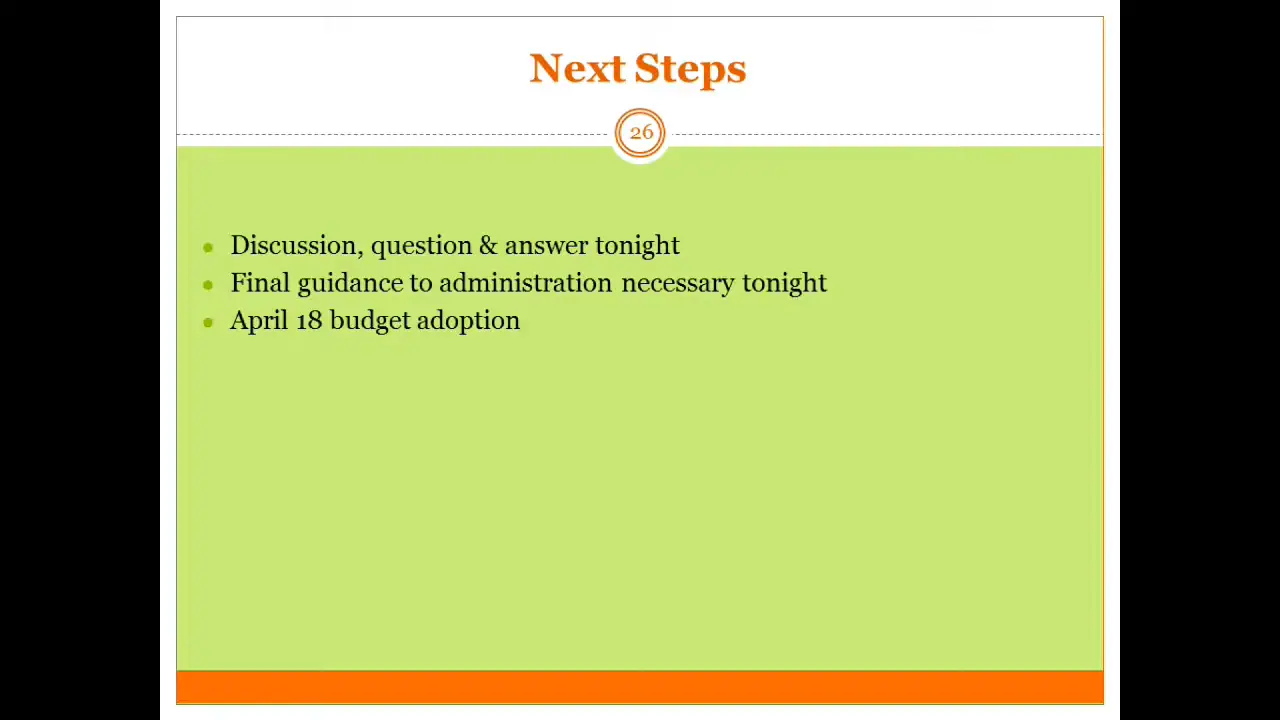 Next Steps
26
Discussion, question & answer tonight
Final guidance to administration necessary tonight
April 18 budget adoption